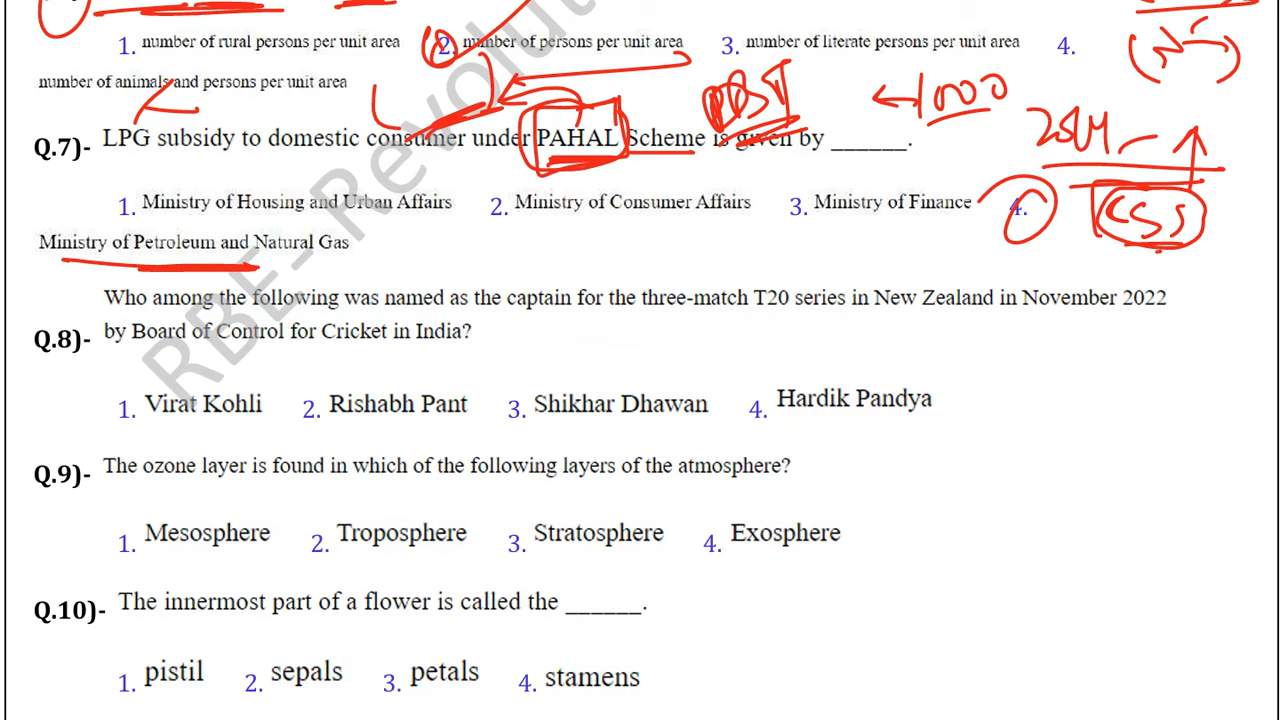 1. number of rural persons per unit area 2. number of persons per unit area 3. number of literate persons per unit area 4.
number of animals and persons per unit area
Q.7)- LPG subsidy to domestic consumer under PAHAL Scheme is given by ______.
1000
1. Ministry of Housing and Urban Affairs 2. Ministry of Consumer Affairs 3. Ministry of Finance 4.
Ministry of Petroleum and Natural Gas
Who among the following was named as the captain for the three-match T20 series in New Zealand in November 2022
Q.8)- by Board of Control for Cricket in India?
1. Virat Kohli 2. Rishabh Pant 3. Shikhar Dhawan 4. Hardik Pandya
Q.9)- The ozone layer is found in which of the following layers of the atmosphere?
1. Mesosphere 2. Troposphere 3. Stratosphere 4. Exosphere
Q.10)- The innermost part of a flower is called the ______.
1. pistil 2. sepals 3. petals 4. stamens